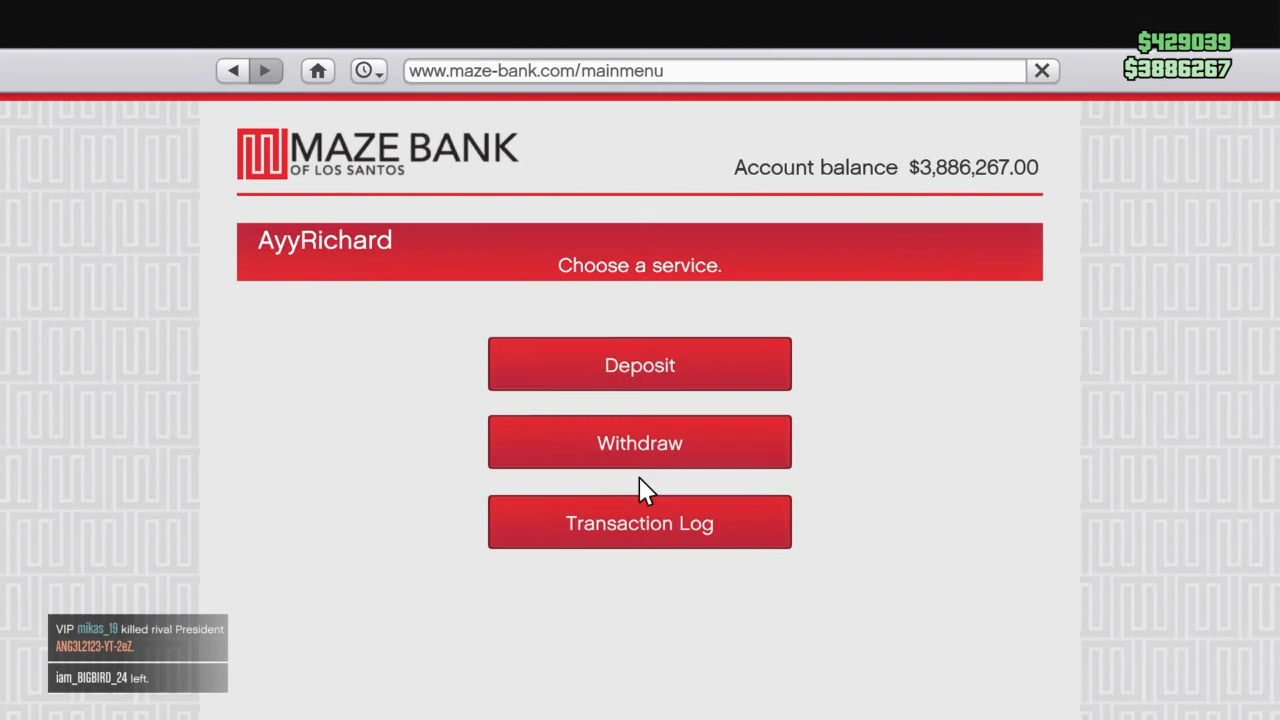 $429039
www.maze-bank.com/mainmenu
$3886267
MAZE BANK
OF LOS SANTOS
Account balance $3,886,267.00
AyyRichard
Choose a service.
Deposit
Withdraw
Transaction Log
VIP mikas_19 killed rival President
ANG3L2123-YT-2eZ.
iam_BIGBIRD_24 left.